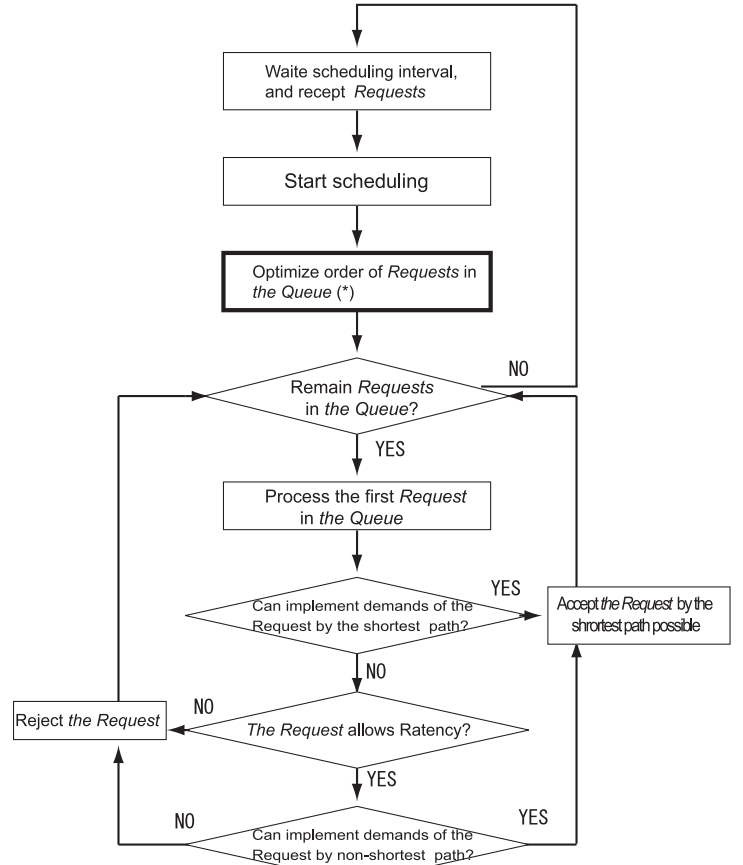 Waite scheduling interval,
and recept Requests
Start scheduling
Optimize order of Requests in
the Queue (*)
NO
Remain Requests
in the Queue?
YES
Process the first Request
in the Queue
YES
Can implement demands of the
Request by the shortest path?
Accept the Request by the
shrortest path possible
NO
NO
Reject the Request
The Request allows Ratency?
YES
NO
YES
Can implement demands of the
Request by non-shortest path?